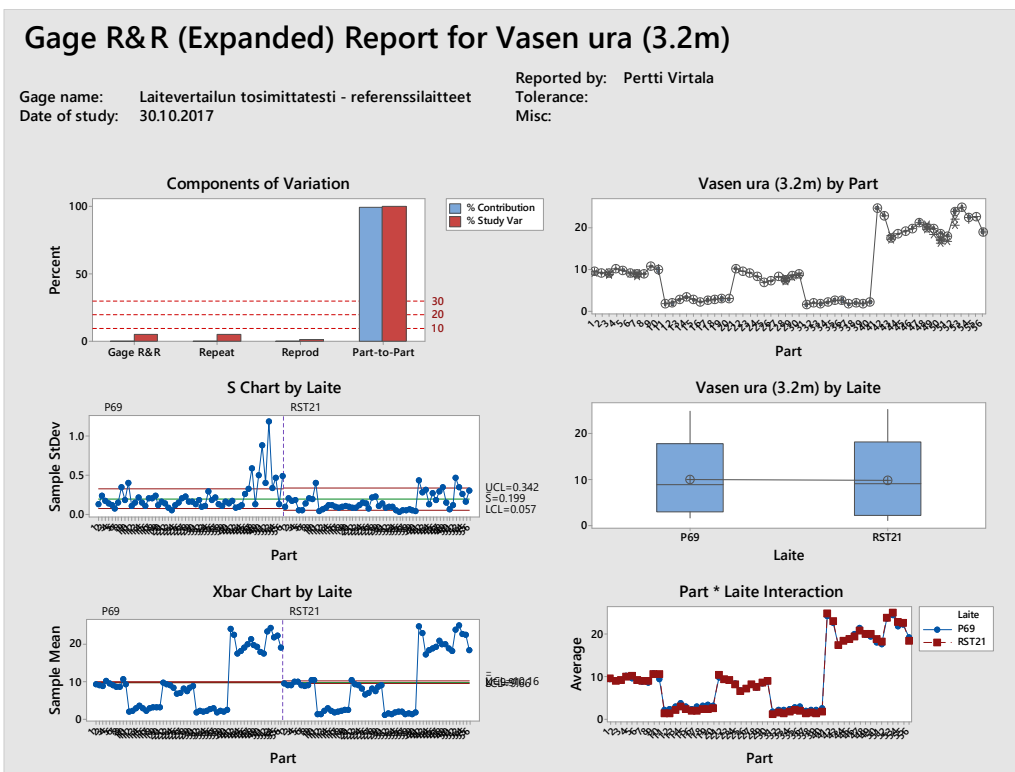 Gage R&R (Expanded) Report for Vasen ura (3.2m)
Reported by: Pertti Virtala
Gage name: Laitevertailun tosimittatesti - referenssilaitteet
Tolerance:
Date of study: 30.10.2017
Misc:
Components of Variation
Percent
100
50
0
30
20
10
Gage R&R Repeat Reprod Part-to-Part
% Contribution
% Study Var
Vasen ura (3.2m) by Part
20
10
0
Part
S Chart by Laite
P69 RST21
Sample StDev
1.0
0.5
0.0
UCL=0.342
S=0.199
LCL=0.057
Part
Vasen ura (3.2m) by Laite
20
10
0
P69 RST21
Laite
Xbar Chart by Laite
P69 RST21
Sample Mean
20
10
0
Part
Part * Laite Interaction
Average
20
10
0
Part
Laite
P69
RST21